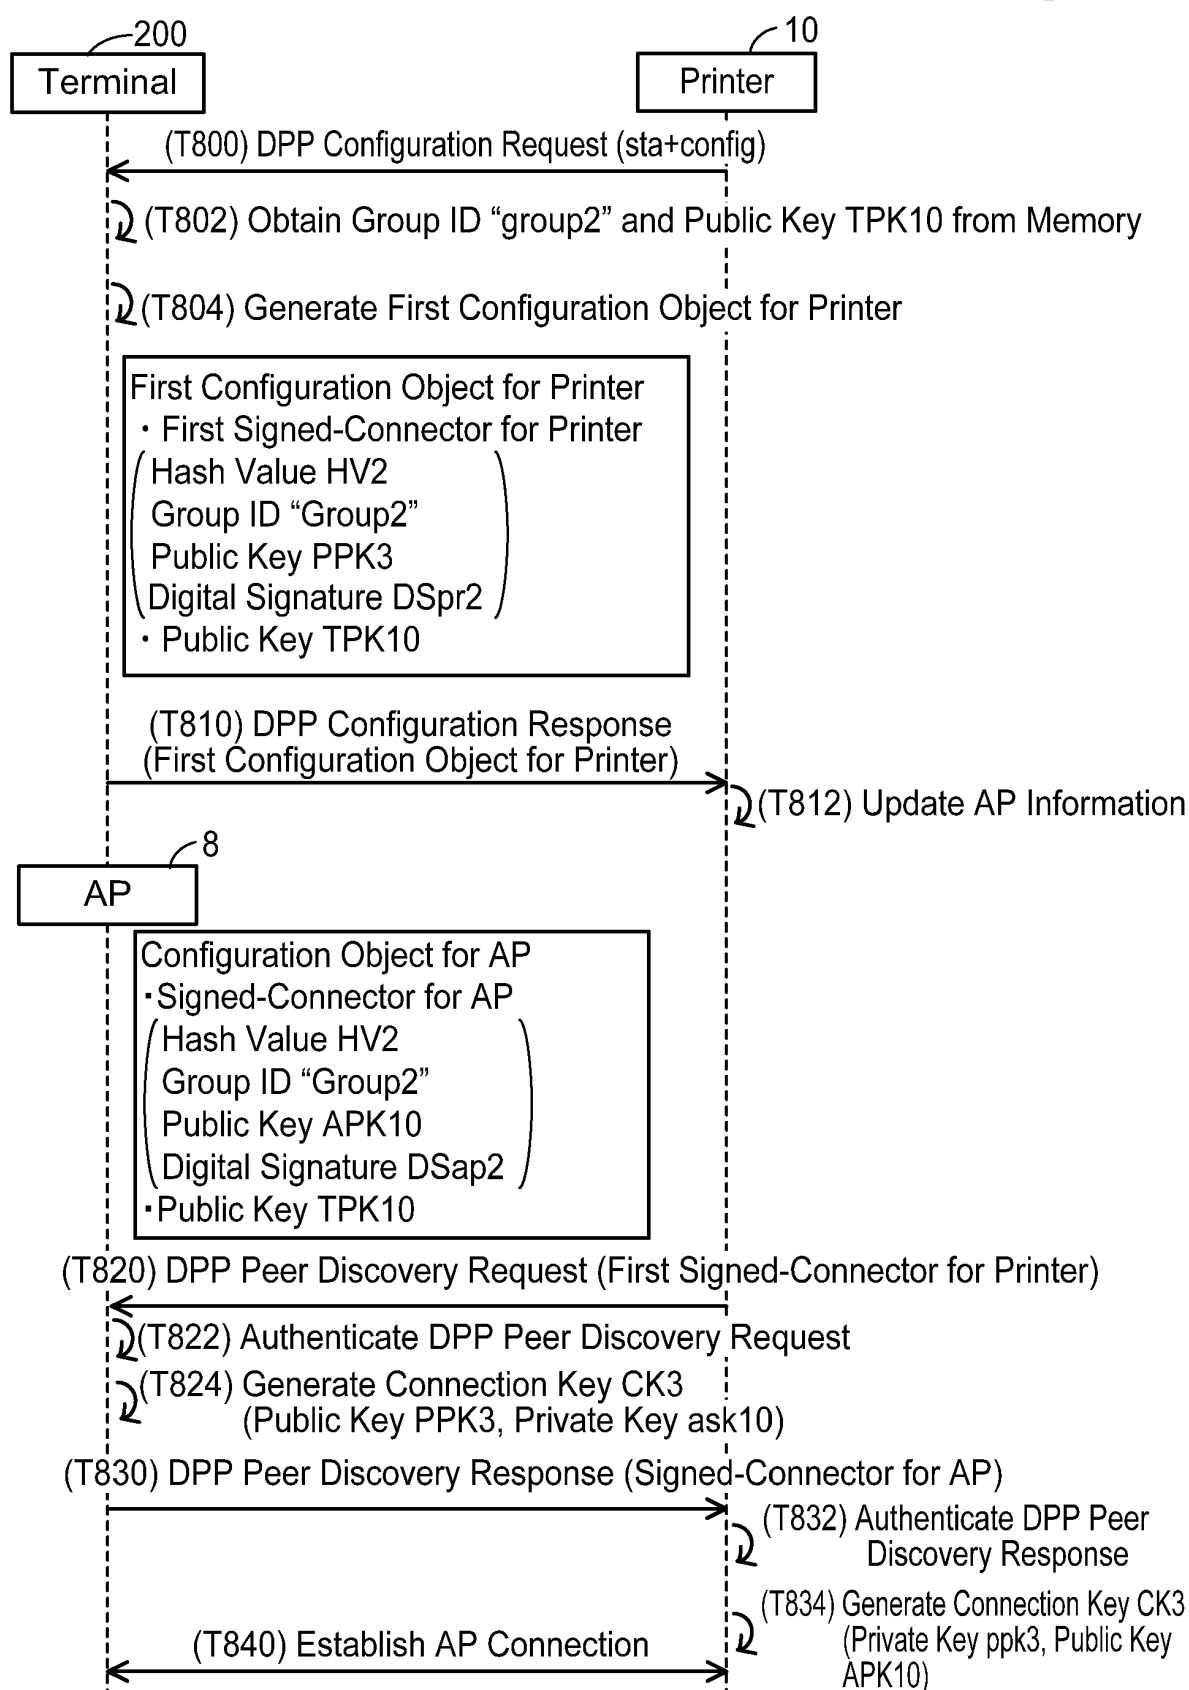 200
10
Terminal
Printer
(T800) DPP Configuration Request (sta+config)
(T802) Obtain Group ID “group2” and Public Key TPK10 from Memory
(T804) Generate First Configuration Object for Printer
First Configuration Object for Printer
・First Signed-Connector for Printer
Hash Value HV2
Group ID “Group2”
Public Key PPK3
Digital Signature DSpr2
・Public Key TPK10
(T810) DPP Configuration Response
(First Configuration Object for Printer)
(T812) Update AP Information
8
AP
Configuration Object for AP
・Signed-Connector for AP
Hash Value HV2
Group ID “Group2”
Public Key APK10
Digital Signature DSap2
・Public Key TPK10
(T820) DPP Peer Discovery Request (First Signed-Connector for Printer)
(T822) Authenticate DPP Peer Discovery Request
(T824) Generate Connection Key CK3
(Public Key PPK3, Private Key ask10)
(T830) DPP Peer Discovery Response (Signed-Connector for AP)
(T832) Authenticate DPP Peer
Discovery Response
(T834) Generate Connection Key CK3
(Private Key ppk3, Public Key
APK10)
(T840) Establish AP Connection